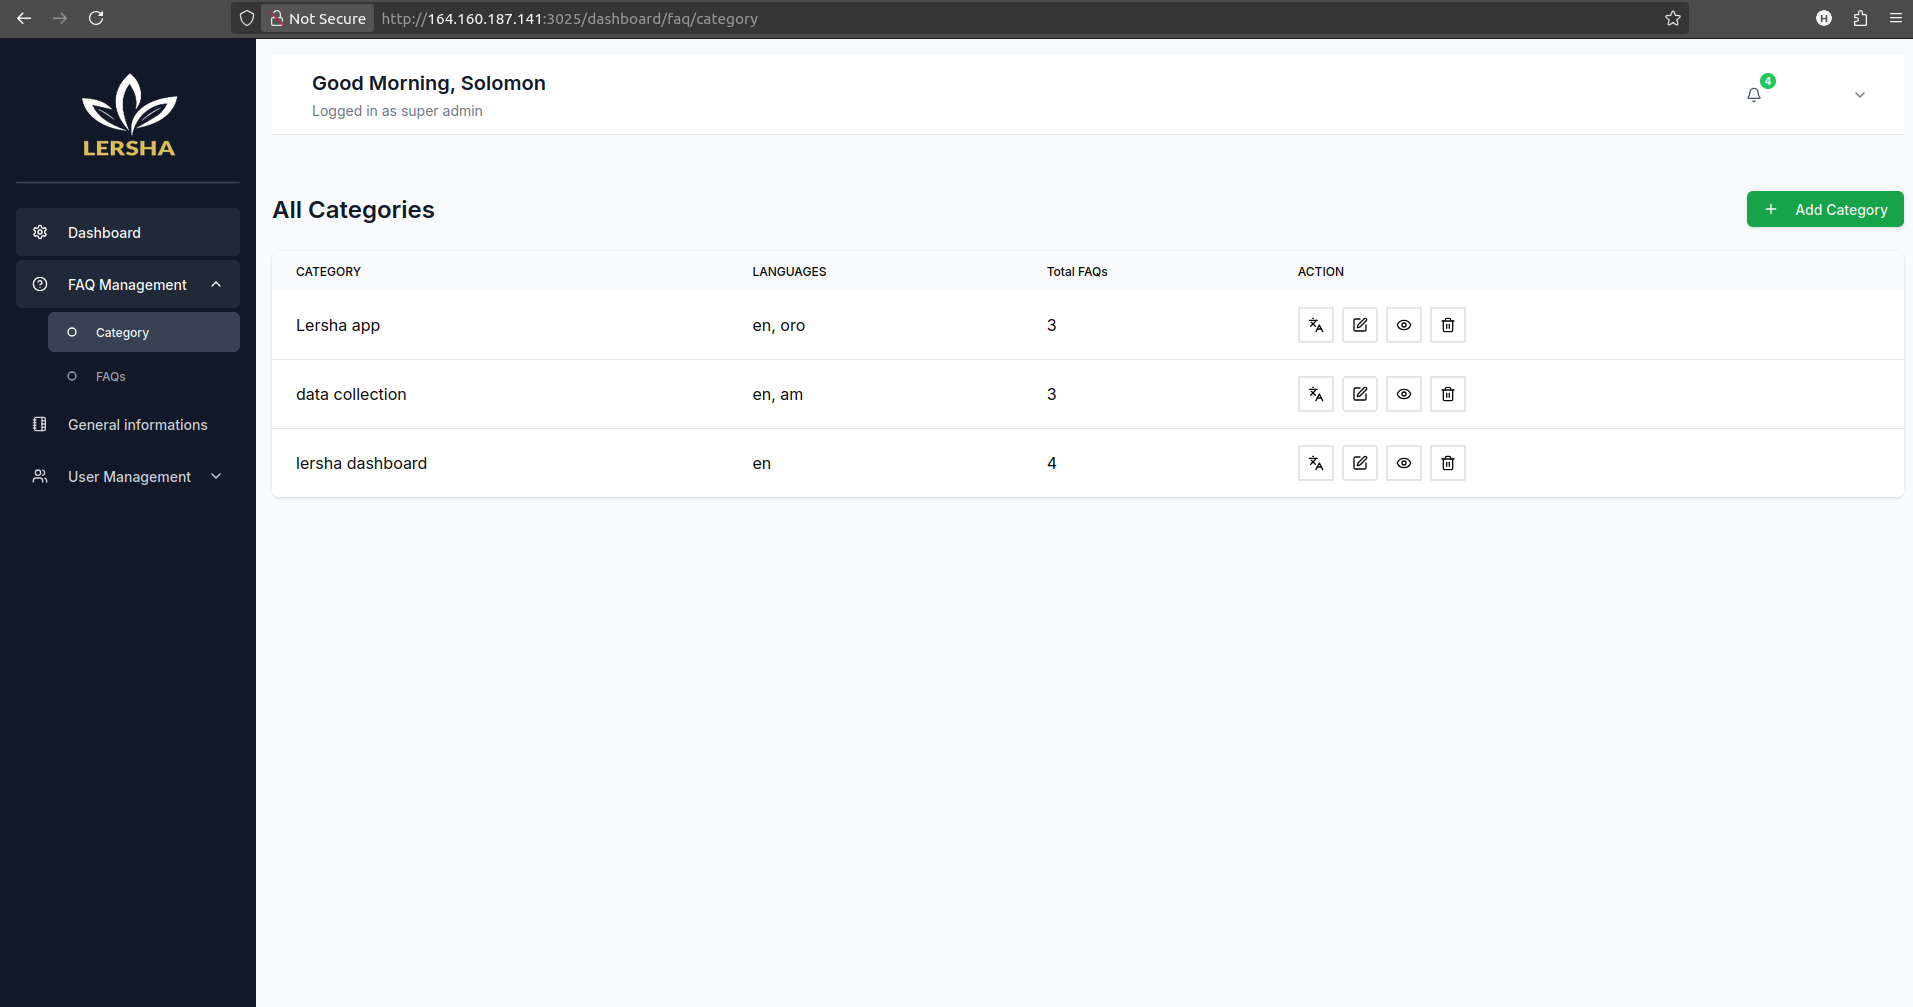 Not Secure http://164.160.187.141:3025/dashboard/faq/category H
LERSHA
Dashboard
FAQ Management
Category
FAQs
General informations
User Management
Good Morning, Solomon
Logged in as super admin
4
All Categories
+ Add Category
CATEGORY LANGUAGES Total FAQs ACTION
Lersha app en, oro 3
data collection en, am 3
lersha dashboard en 4